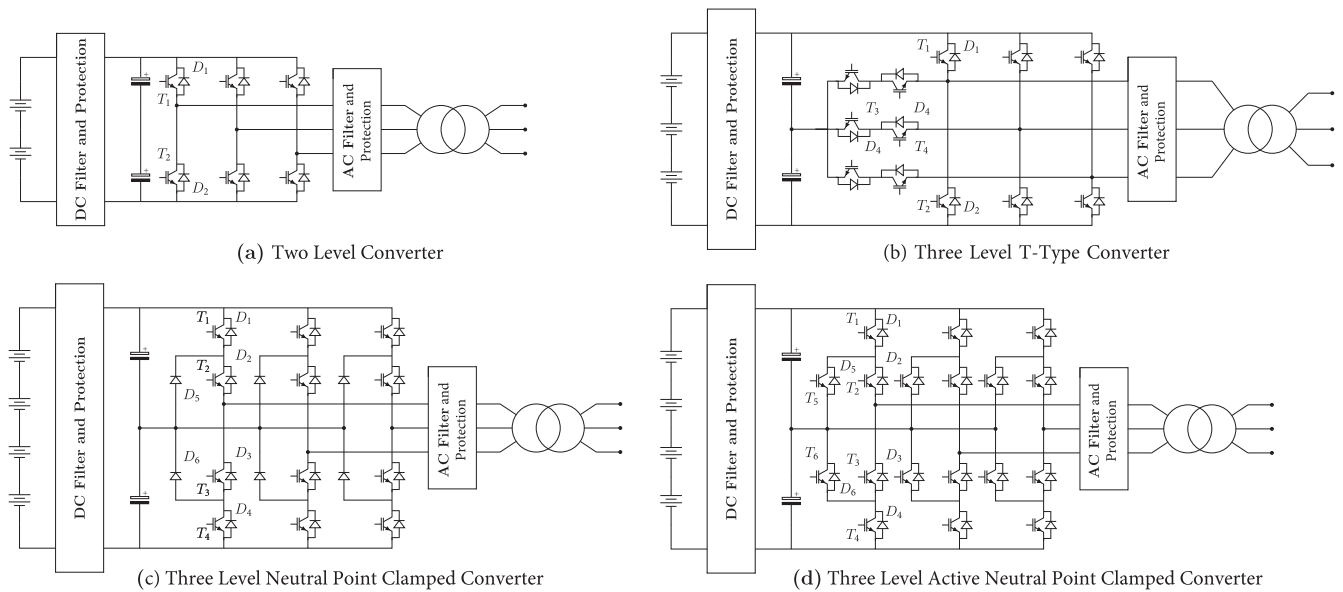 DC Filter and Protection
+
+
D1
T1
T2
D2
AC Filter and
Protection
(a) Two Level Converter
DC Filter and Protection
+
+
T1
D1
T3
D4
D4
T4
T2
D2
AC Filter and
Protection
(b) Three Level T-Type Converter
DC Filter and Protection
+
+
T1
D1
D2
T2
D5
D6
D3
T3
D4
T4
AC Filter and
Protection
(c) Three Level Neutral Point Clamped Converter
DC Filter and Protection
+
+
T1
D1
D2
D5
T2
T5
T6
T3
D3
D6
D4
T4
AC Filter and
Protection
(d) Three Level Active Neutral Point Clamped Converter